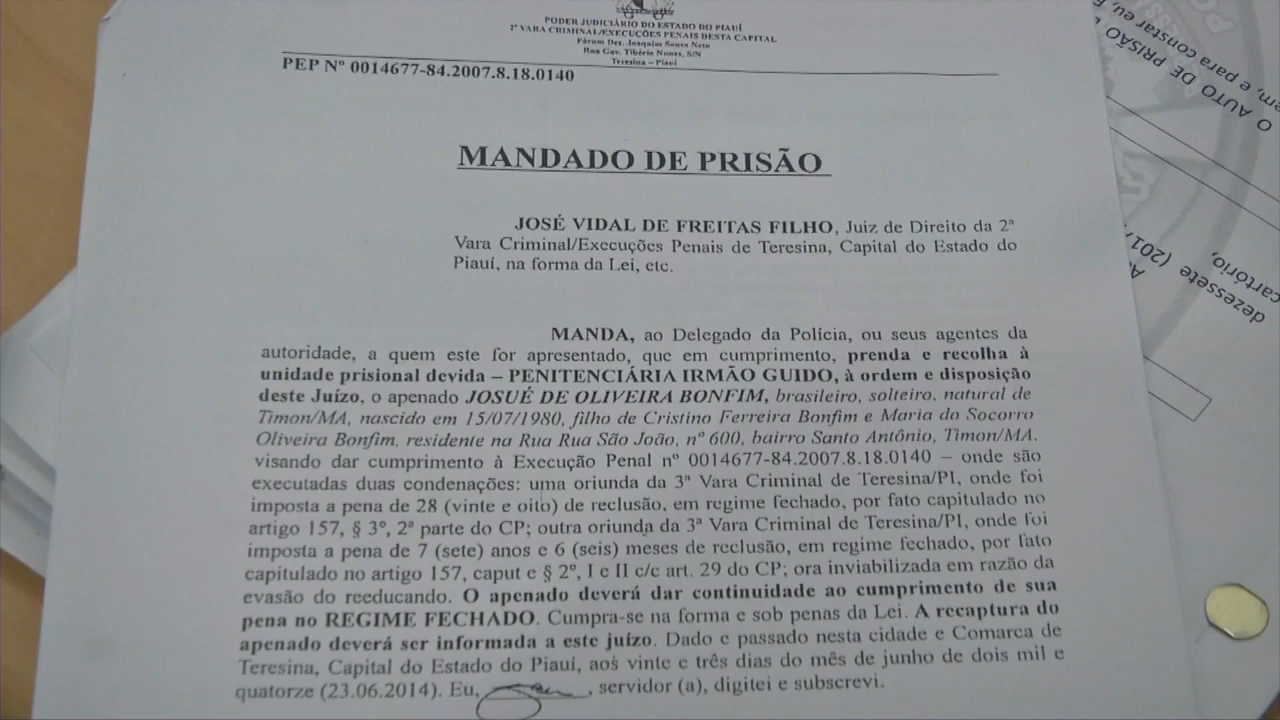 PODER JUDICIÁRIO DO ESTADO DO PIAUÍ
2ª VARA CRIMINAL/EXECUÇÕES PENAIS DESTA CAPITAL
Fórum Des. Joaquim Sousa Neto
Rua Gov. Tibério Nunes, S/N
Teresina – Piauí
PEP Nº 0014677-84.2007.8.18.0140
MANDADO DE PRISÃO
JOSÉ VIDAL DE FREITAS FILHO, Juiz de Direito da 2ª
Vara Criminal/Execuções Penais de Teresina, Capital do Estado do
Piauí, na forma da Lei, etc.
MANDA, ao Delegado da Polícia, ou seus agentes da
autoridade, a quem este for apresentado, que em cumprimento, prenda e recolha à
unidade prisional devida – PENITENCIÁRIA IRMÃO GUIDO, à ordem e disposição
deste Juízo, o apenado JOSUÉ DE OLIVEIRA BONFIM, brasileiro, solteiro, natural de
Timon/MA, nascido em 15/07/1980, filho de Cristino Ferreira Bonfim e Maria do Socorro
Oliveira Bonfim, residente na Rua Rua São João, nº 600, bairro Santo Antônio, Timon/MA.
visando dar cumprimento à Execução Penal nº 0014677-84.2007.8.18.0140 – onde são
executadas duas condenações: uma oriunda da 3ª Vara Criminal de Teresina/PI, onde foi
imposta a pena de 28 (vinte e oito) de reclusão, em regime fechado, por fato capitulado no
artigo 157, § 3º, 2ª parte do CP; outra oriunda da 3ª Vara Criminal de Teresina/PI, onde foi
imposta a pena de 7 (sete) anos e 6 (seis) meses de reclusão, em regime fechado, por fato
capitulado no artigo 157, caput e § 2º, I e II c/c art. 29 do CP; ora inviabilizada em razão da
evasão do reeducando. O apenado deverá dar continuidade ao cumprimento de sua
pena no REGIME FECHADO. Cumpra-se na forma e sob penas da Lei. A recaptura do
apenado deverá ser informada a este juízo. Dado e passado nesta cidade e Comarca de
Teresina, Capital do Estado do Piauí, aos vinte e três dias do mês de junho de dois mil e
quatorze (23.06.2014). Eu, , servidor (a), digitei e subscrevi.
em, e para constar eu,
O AUTO DE PRISÃO
dezessete (2017
cartório,